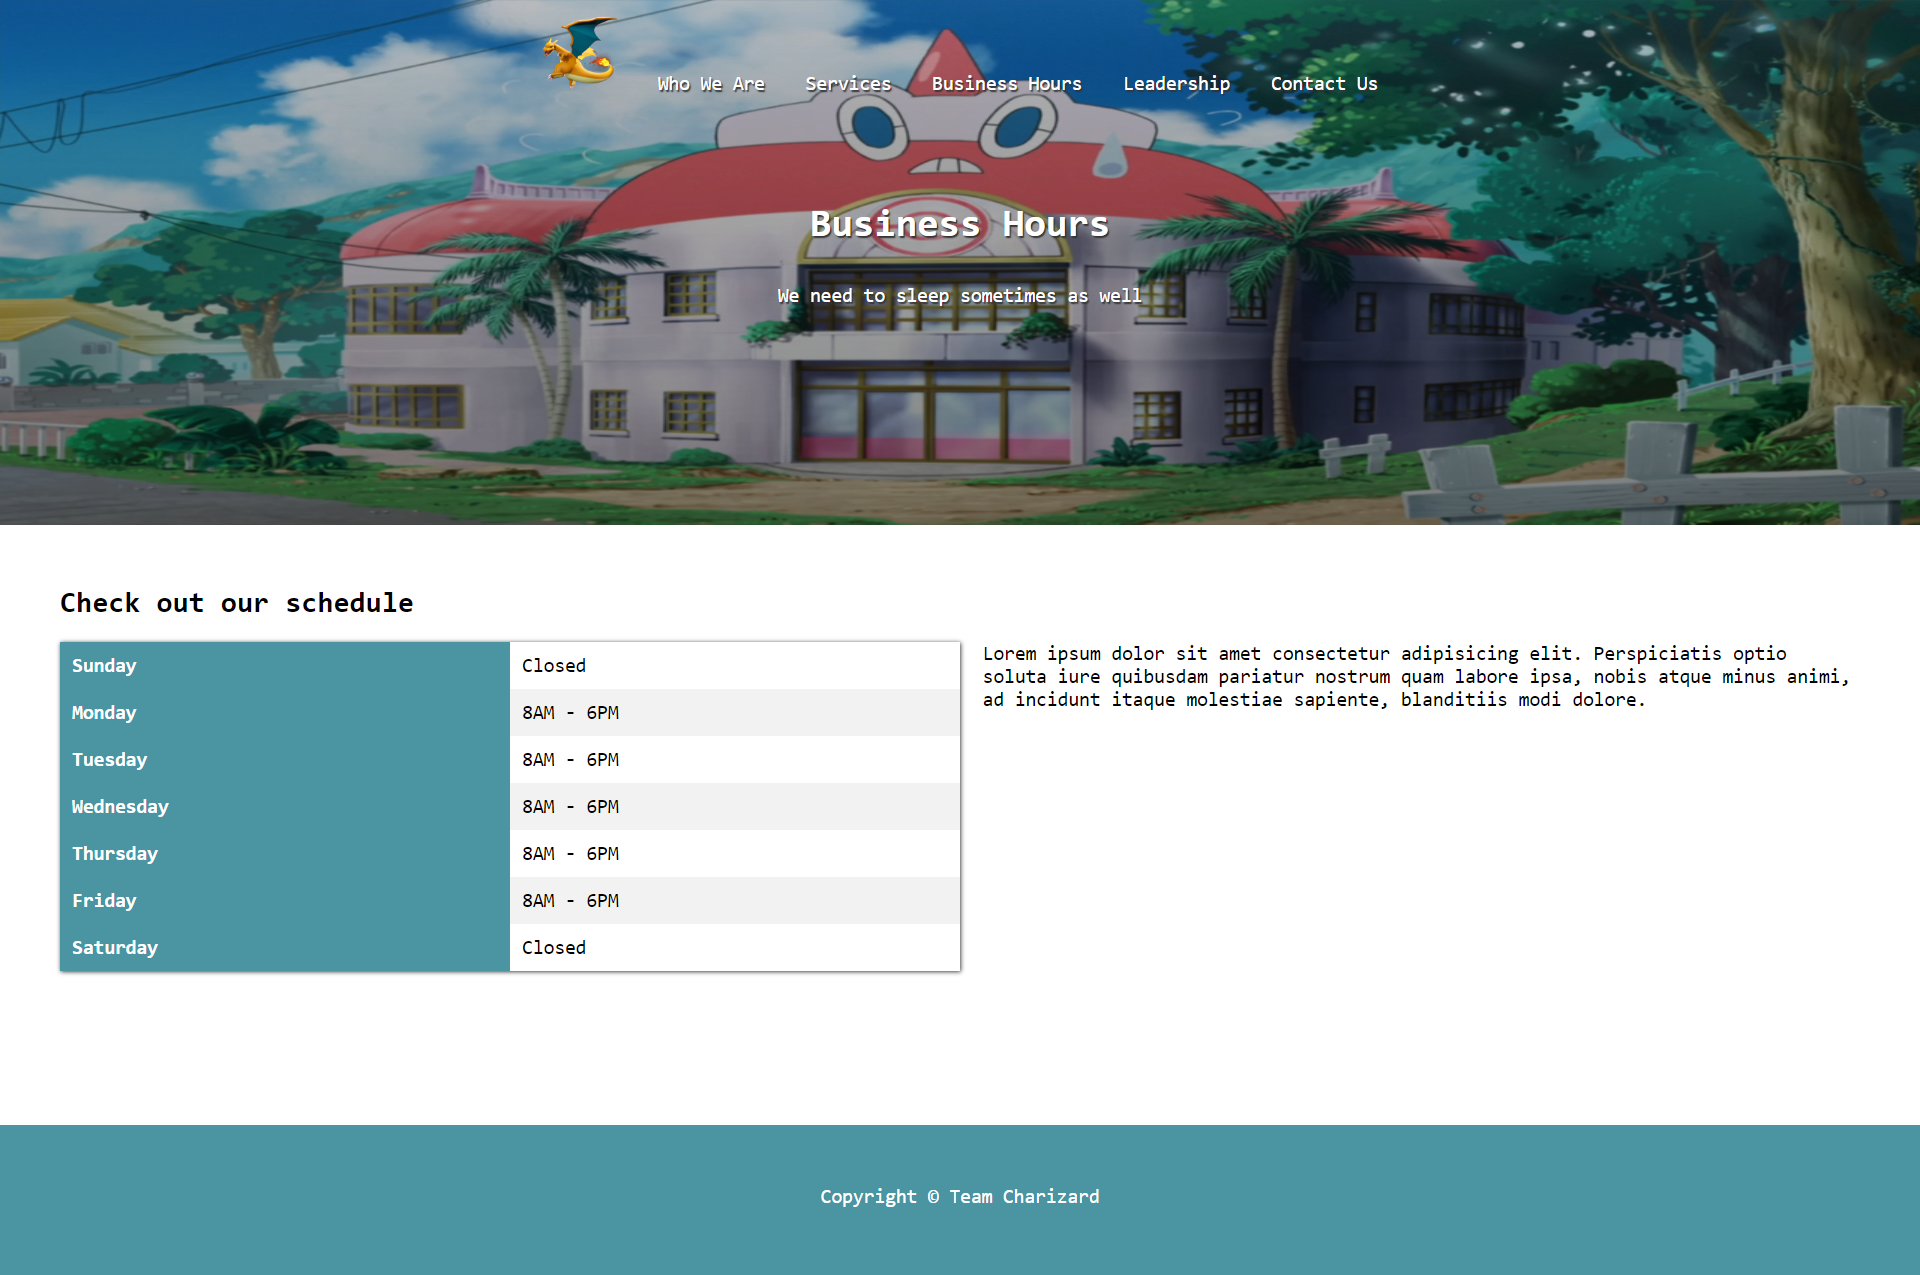 Who We Are Services Business Hours Leadership Contact Us
Business Hours
We need to sleep sometimes as well
Check out our schedule
Sunday Closed
Monday 8AM - 6PM
Tuesday 8AM - 6PM
Wednesday 8AM - 6PM
Thursday 8AM - 6PM
Friday 8AM - 6PM
Saturday Closed
Lorem ipsum dolor sit amet consectetur adipisicing elit. Perspiciatis optio
soluta iure quibusdam pariatur nostrum quam labore ipsa, nobis atque minus animi,
ad incidunt itaque molestiae sapiente, blanditiis modi dolore.
Copyright © Team Charizard